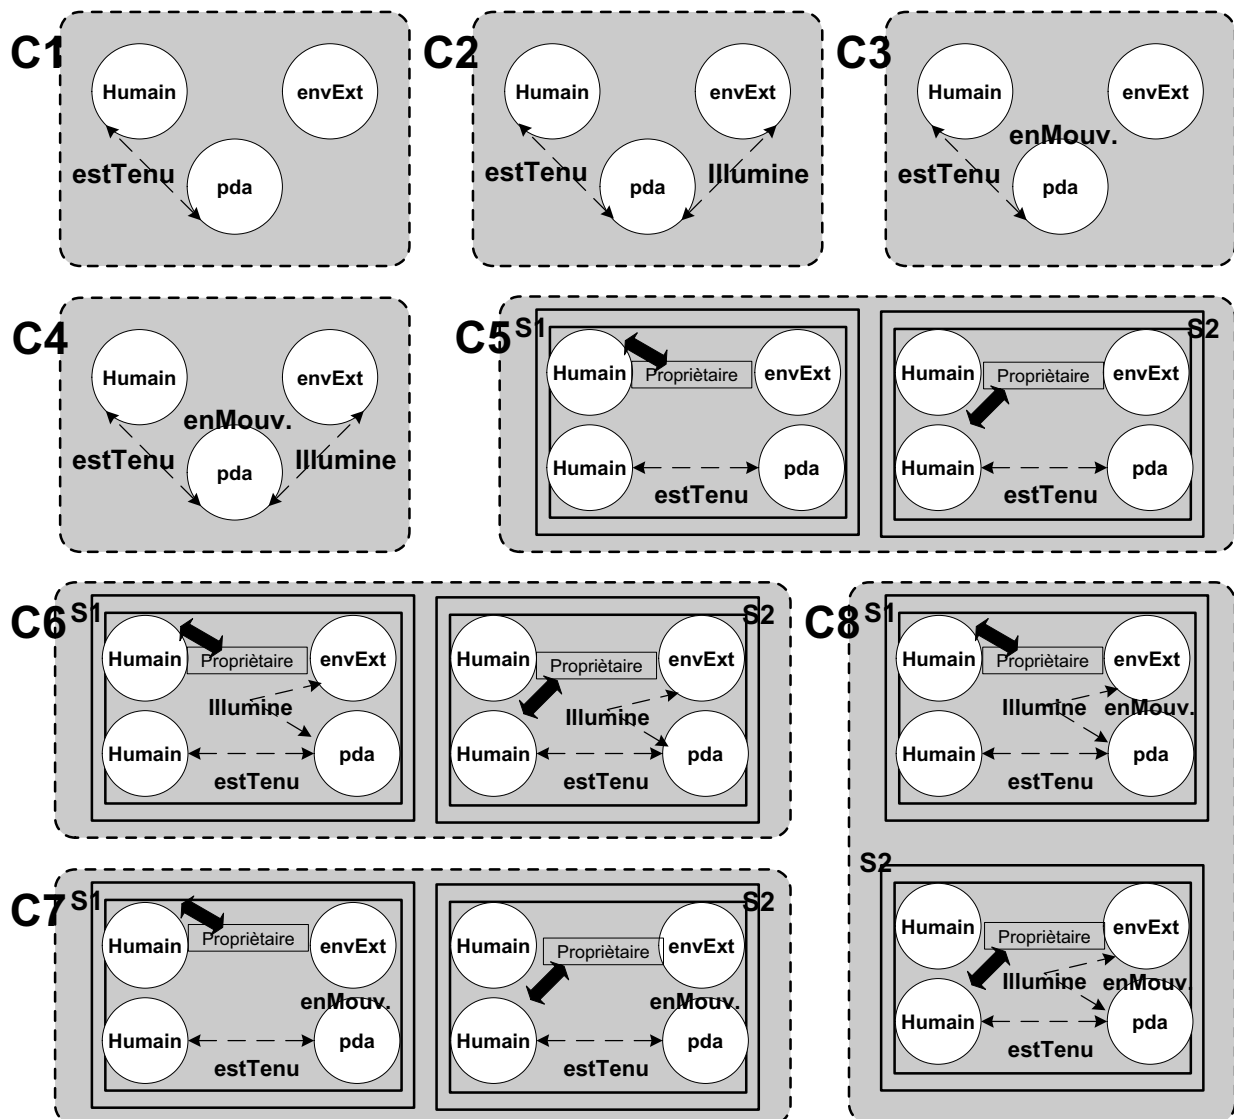 C1
Humain
envExt
estTenu
pda
C2
Humain
envExt
estTenu
Illumine
pda
C3
Humain
envExt
enMouv.
estTenu
pda
C4
Humain
envExt
enMouv.
estTenu
Illumine
pda
C5
S1
Humain
Propriètaire
envExt
Humain
pda
estTenu
S2
Humain
Propriètaire
envExt
Humain
pda
estTenu
C6
S1
Humain
Propriètaire
envExt
Illumine
Humain
pda
estTenu
S2
Humain
Propriètaire
envExt
Illumine
Humain
pda
estTenu
C8
S1
Humain
Propriètaire
envExt
Illumine
enMouv.
Humain
pda
estTenu
S2
Humain
Propriètaire
envExt
Illumine
enMouv.
Humain
pda
estTenu
C7
S1
Humain
Propriètaire
envExt
enMouv.
Humain
pda
estTenu
S2
Humain
Propriètaire
envExt
enMouv.
Humain
pda
estTenu